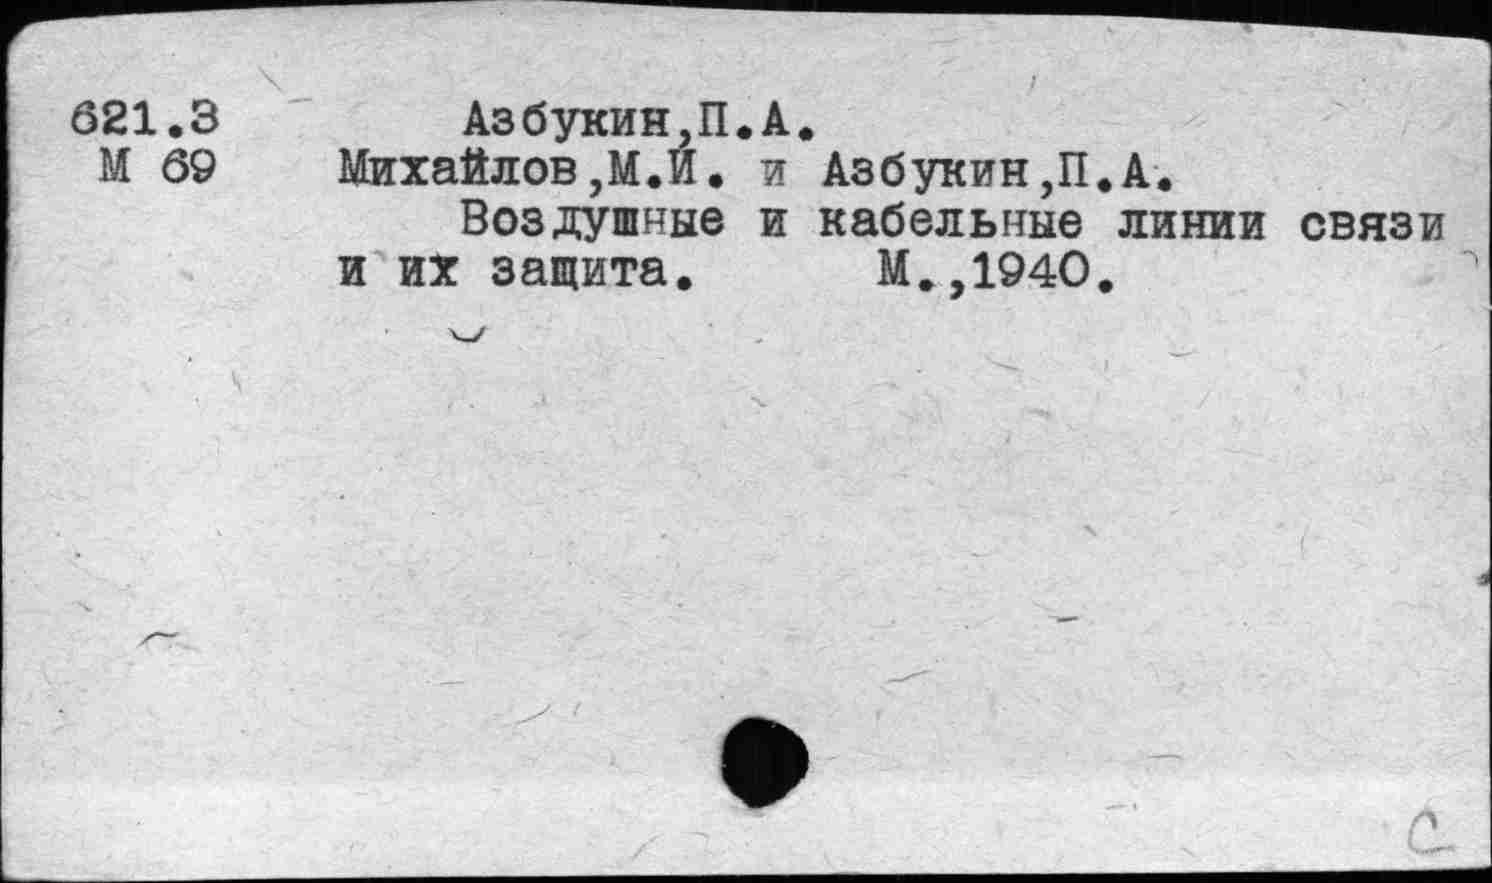 621.3 Азбукин,П.А.
М 69 Михайлов,М.И. и Азбукин,П.А.
Воздушные и кабельные линии связи
и их защита. М.,1940.
С